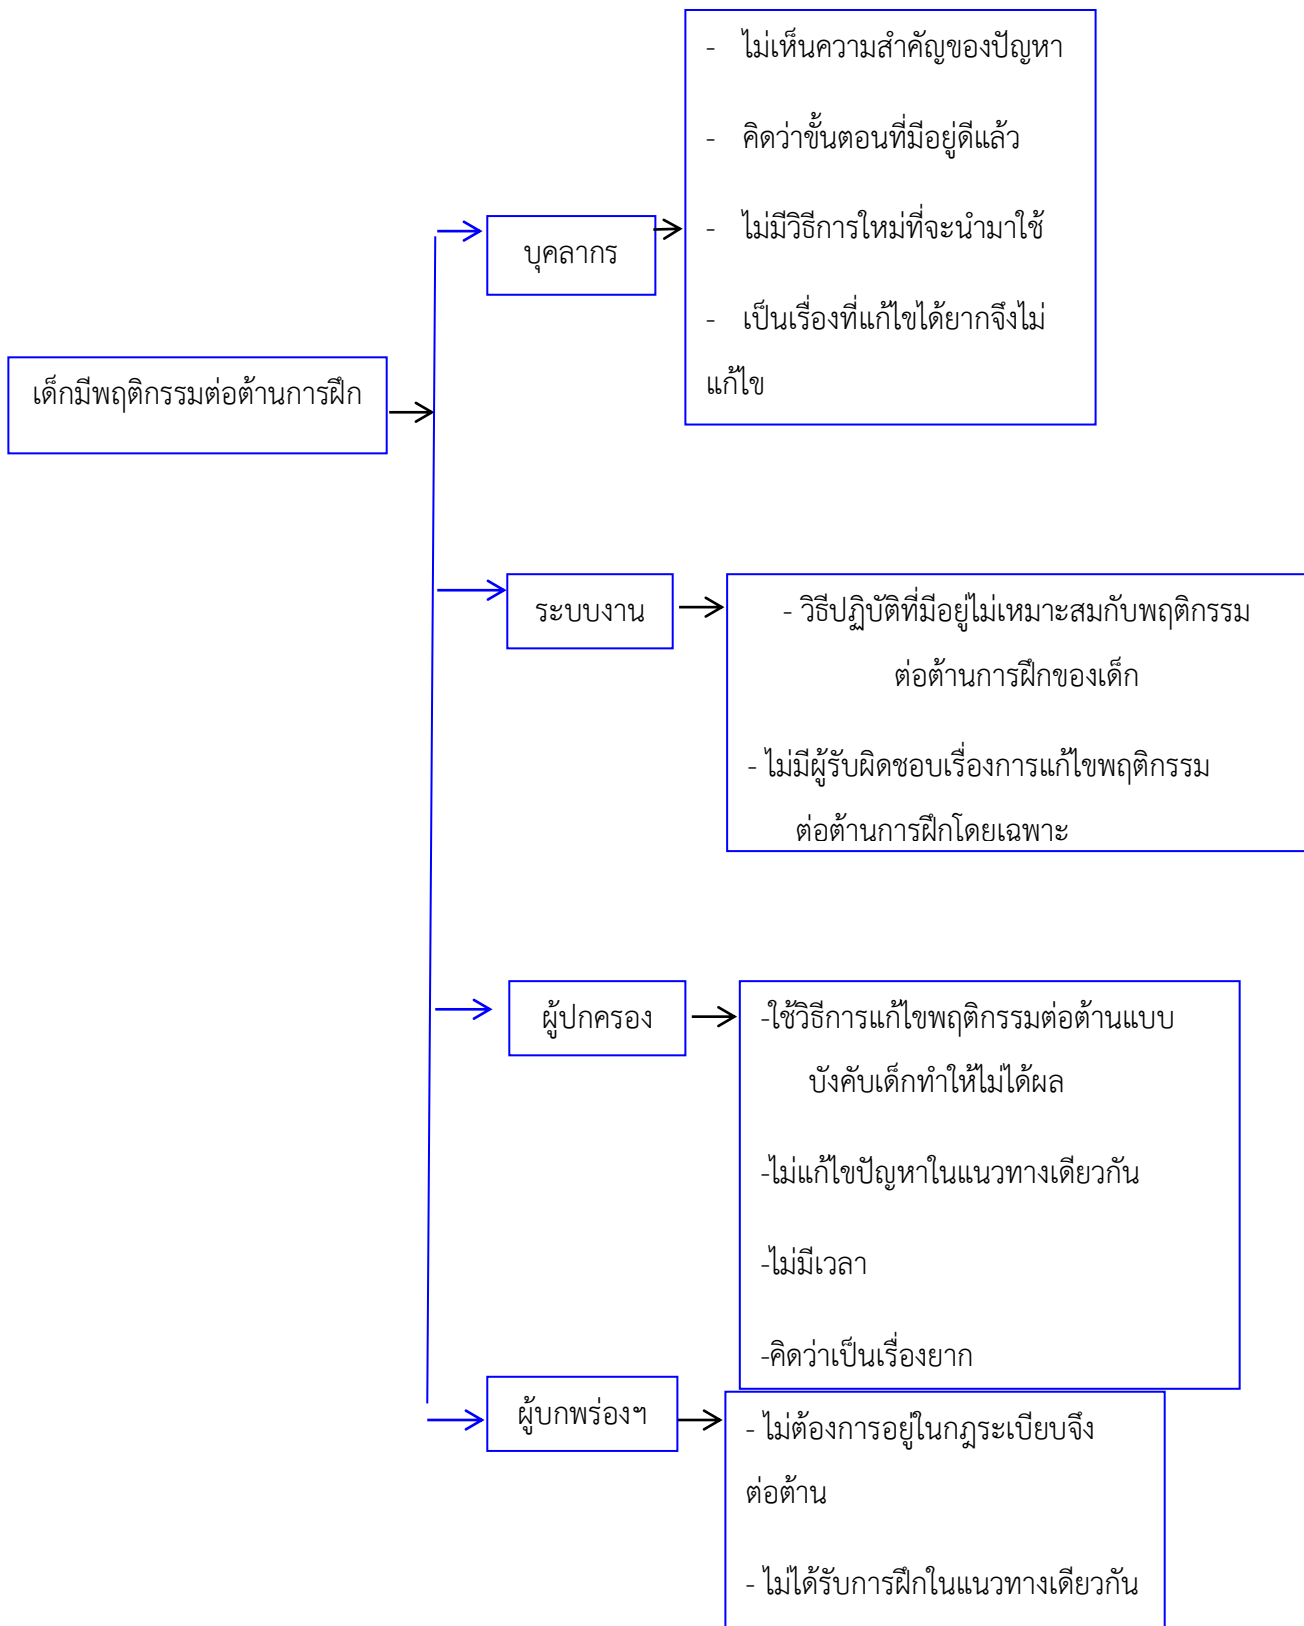 เด็กมีพฤติกรรมต่อต้านการฝึก
บุคลากร
- ไม่เห็นความสำคัญของปัญหา
- คิดว่าขั้นตอนที่มีอยู่ดีแล้ว
- ไม่มีวิธีการใหม่ที่จะนำมาใช้
- เป็นเรื่องที่แก้ไขได้ยากจึงไม่
แก้ไข
ระบบงาน
- วิธีปฏิบัติที่มีอยู่ไม่เหมาะสมกับพฤติกรรม
ต่อต้านการฝึกของเด็ก
- ไม่มีผู้รับผิดชอบเรื่องการแก้ไขพฤติกรรม
ต่อต้านการฝึกโดยเฉพาะ
ผู้ปกครอง
-ใช้วิธีการแก้ไขพฤติกรรมต่อต้านแบบ
บังคับเด็กทำให้ไม่ได้ผล
-ไม่แก้ไขปัญหาในแนวทางเดียวกัน
-ไม่มีเวลา
-คิดว่าเป็นเรื่องยาก
ผู้บกพร่องฯ
- ไม่ต้องการอยู่ในกฎระเบียบจึง
ต่อต้าน
- ไม่ได้รับการฝึกในแนวทางเดียวกัน